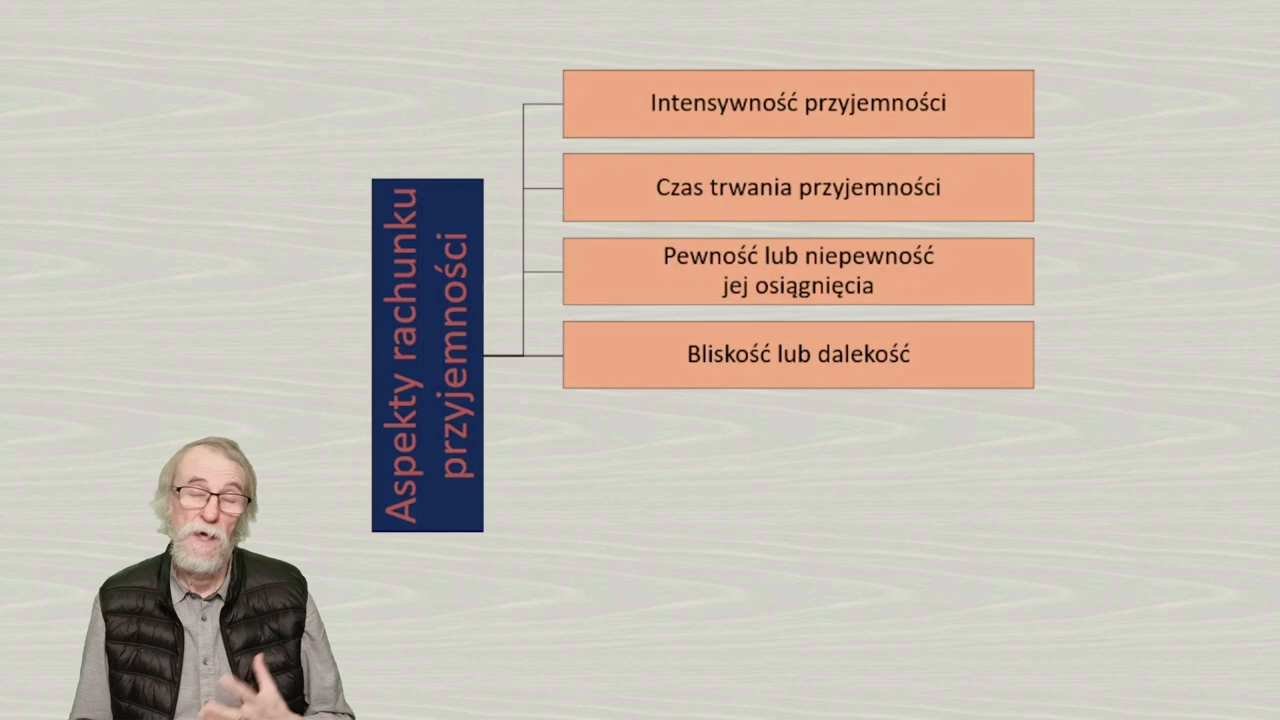 Aspekty rachunku
przyjemności
Intensywność przyjemności
Czas trwania przyjemności
Pewność lub niepewność
jej osiągnięcia
Bliskość lub dalekość